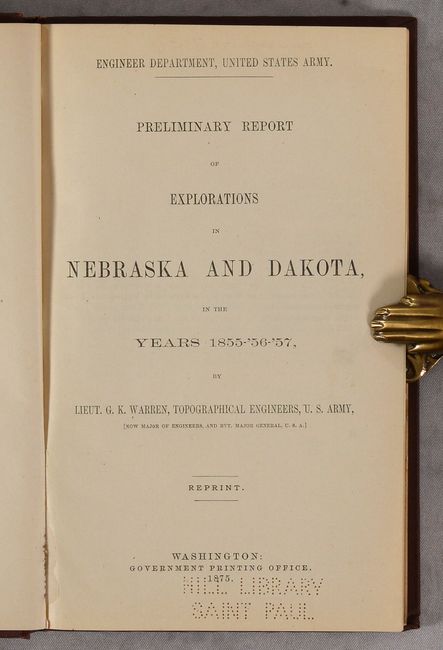 ENGINEER DEPARTMENT, UNITED STATES ARMY.
PRELIMINARY REPORT
OF
EXPLORATIONS
IN
NEBRASKA AND DAKOTA,
IN THE
YEARS 1855-'56-'57,
BY
LIEUT. G. K. WARREN, TOPOGRAPHICAL ENGINEERS, U. S. ARMY,
[NOW MAJOR OF ENGINEERS, AND BVT. MAJOR GENERAL, U. S. A.]
REPRINT.
WASHINGTON:
GOVERNMENT PRINTING OFFICE.
1875.
HILL LIBRARY
SAINT PAUL